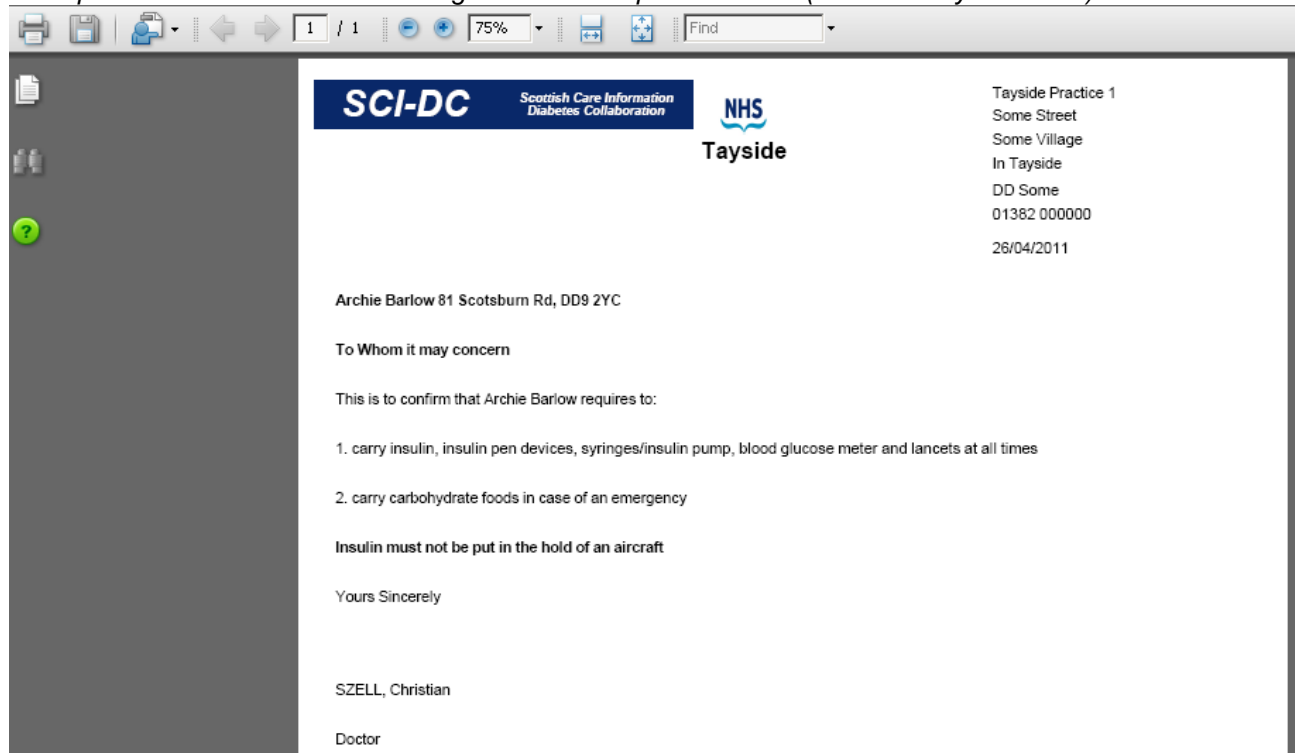 1 / 1 75% Find
SCI-DC Scottish Care Information
Diabetes Collaboration
NHS
Tayside
Tayside Practice 1
Some Street
Some Village
In Tayside
DD Some
01382 000000
26/04/2011
Archie Barlow 81 Scotsburn Rd, DD9 2YC
To Whom it may concern
This is to confirm that Archie Barlow requires to:
1. carry insulin, insulin pen devices, syringes/insulin pump, blood glucose meter and lancets at all times
2. carry carbohydrate foods in case of an emergency
Insulin must not be put in the hold of an aircraft
Yours Sincerely
SZELL, Christian
Doctor